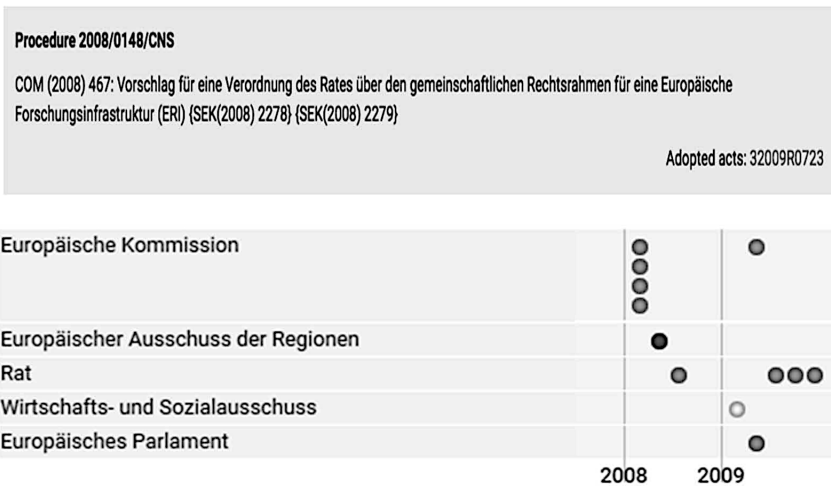 Procedure 2008/0148/CNS
COM (2008) 467: Vorschlag für eine Verordnung des Rates über den gemeinschaftlichen Rechtsrahmen für eine Europäische
Forschungsinfrastruktur (ERI) {SEK(2008) 2278} {SEK(2008) 2279}
Adopted acts: 32009R0723
Europäische Kommission
Europäischer Ausschuss der Regionen
Rat
Wirtschafts- und Sozialausschuss
Europäisches Parlament
2008 2009